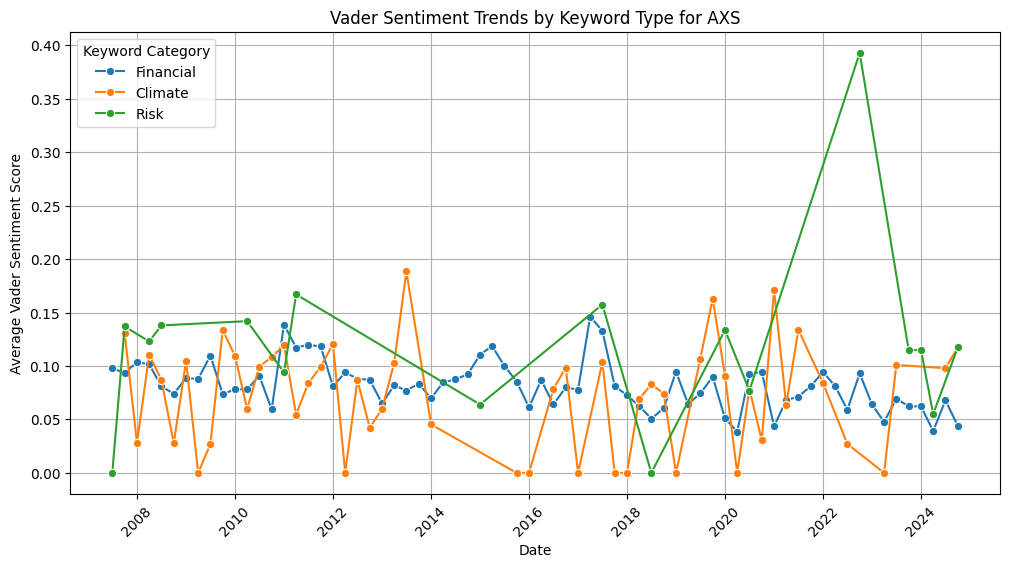 Vader Sentiment Trends by Keyword Type for AXS
Keyword Category
Financial
Climate
Risk
Average Vader Sentiment Score
0.40
0.35
0.30
0.25
0.20
0.15
0.10
0.05
0.00
2008
2010
2012
2014
2016
2018
2020
2022
2024
Date